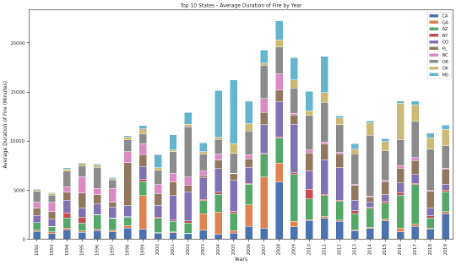 Top 10 States - Average Duration of Fire by Year
Average Duration of Fire (Minutes)
20000
15000
10000
5000
0
CA
GA
AZ
NY
CO
FL
NC
OR
OK
MS
1992
1993
1994
1995
1996
1997
1998
1999
2000
2001
2002
2003
2004
2005
2006
2007
2008
2009
2010
2011
2012
2013
2014
2015
2016
2017
2018
2019
Years